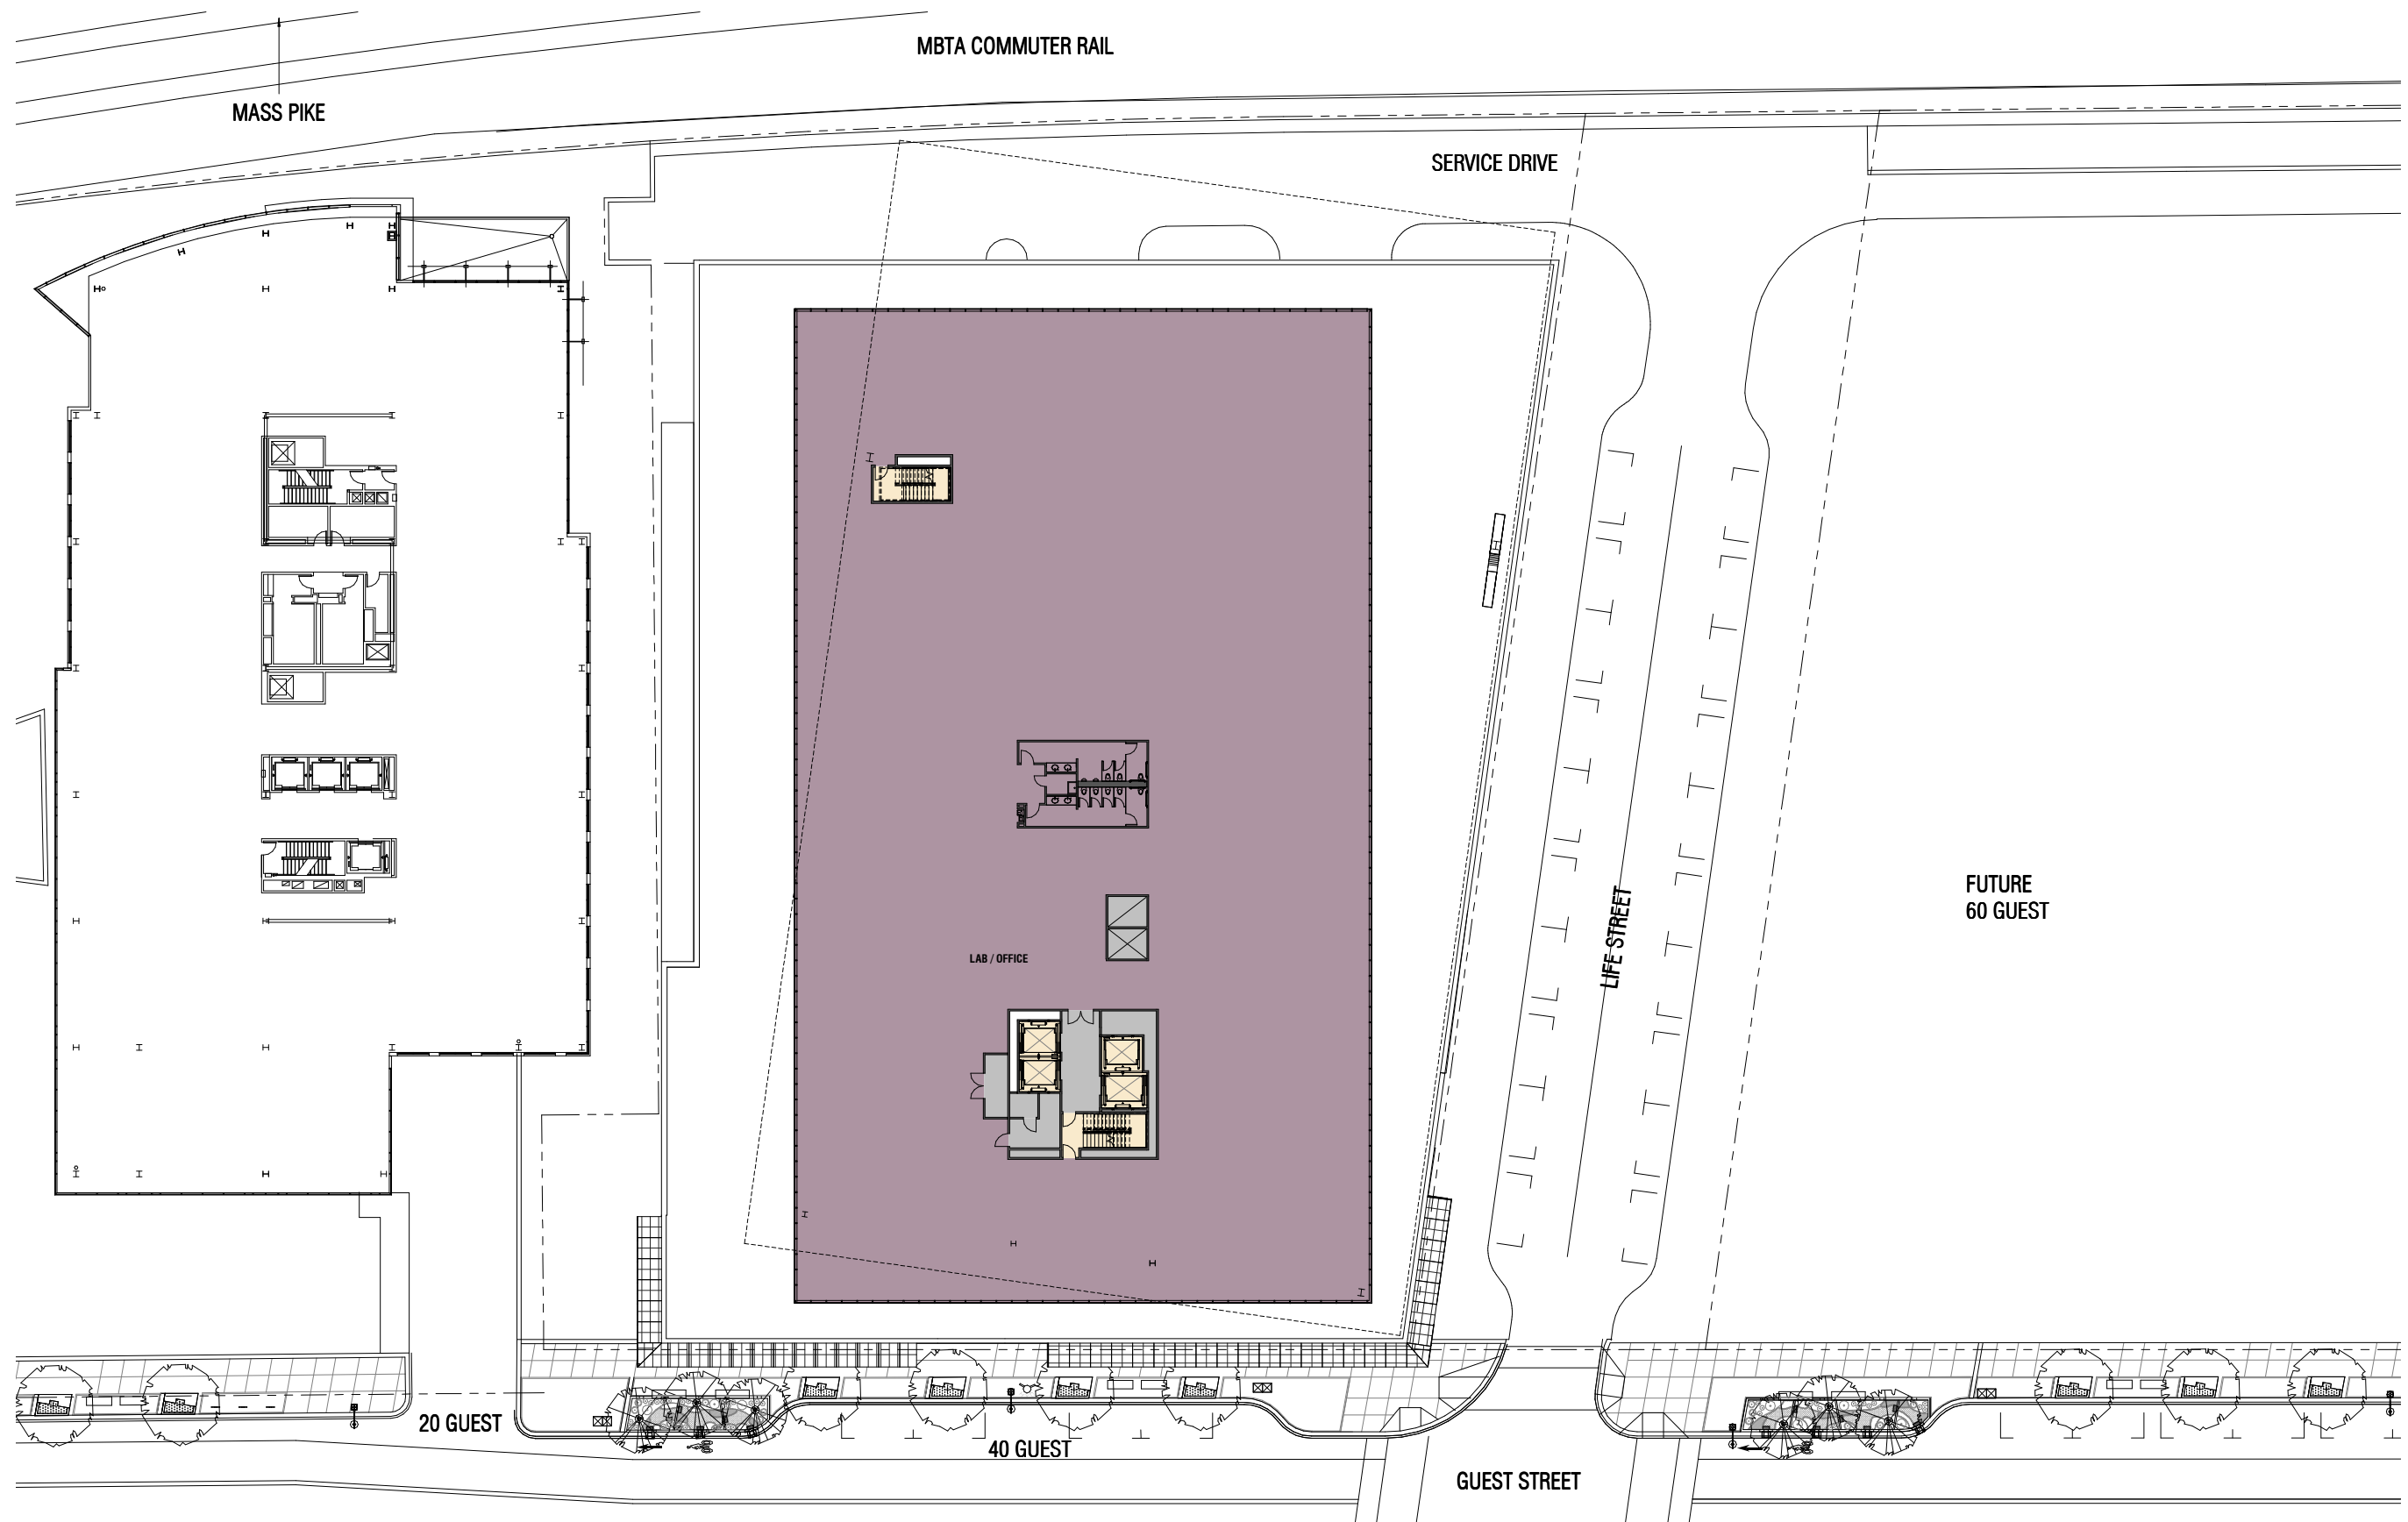 MBTA COMMUTER RAIL
MASS PIKE
SERVICE DRIVE
FUTURE
60 GUEST
LIFE STREET
LAB / OFFICE
20 GUEST
40 GUEST
GUEST STREET